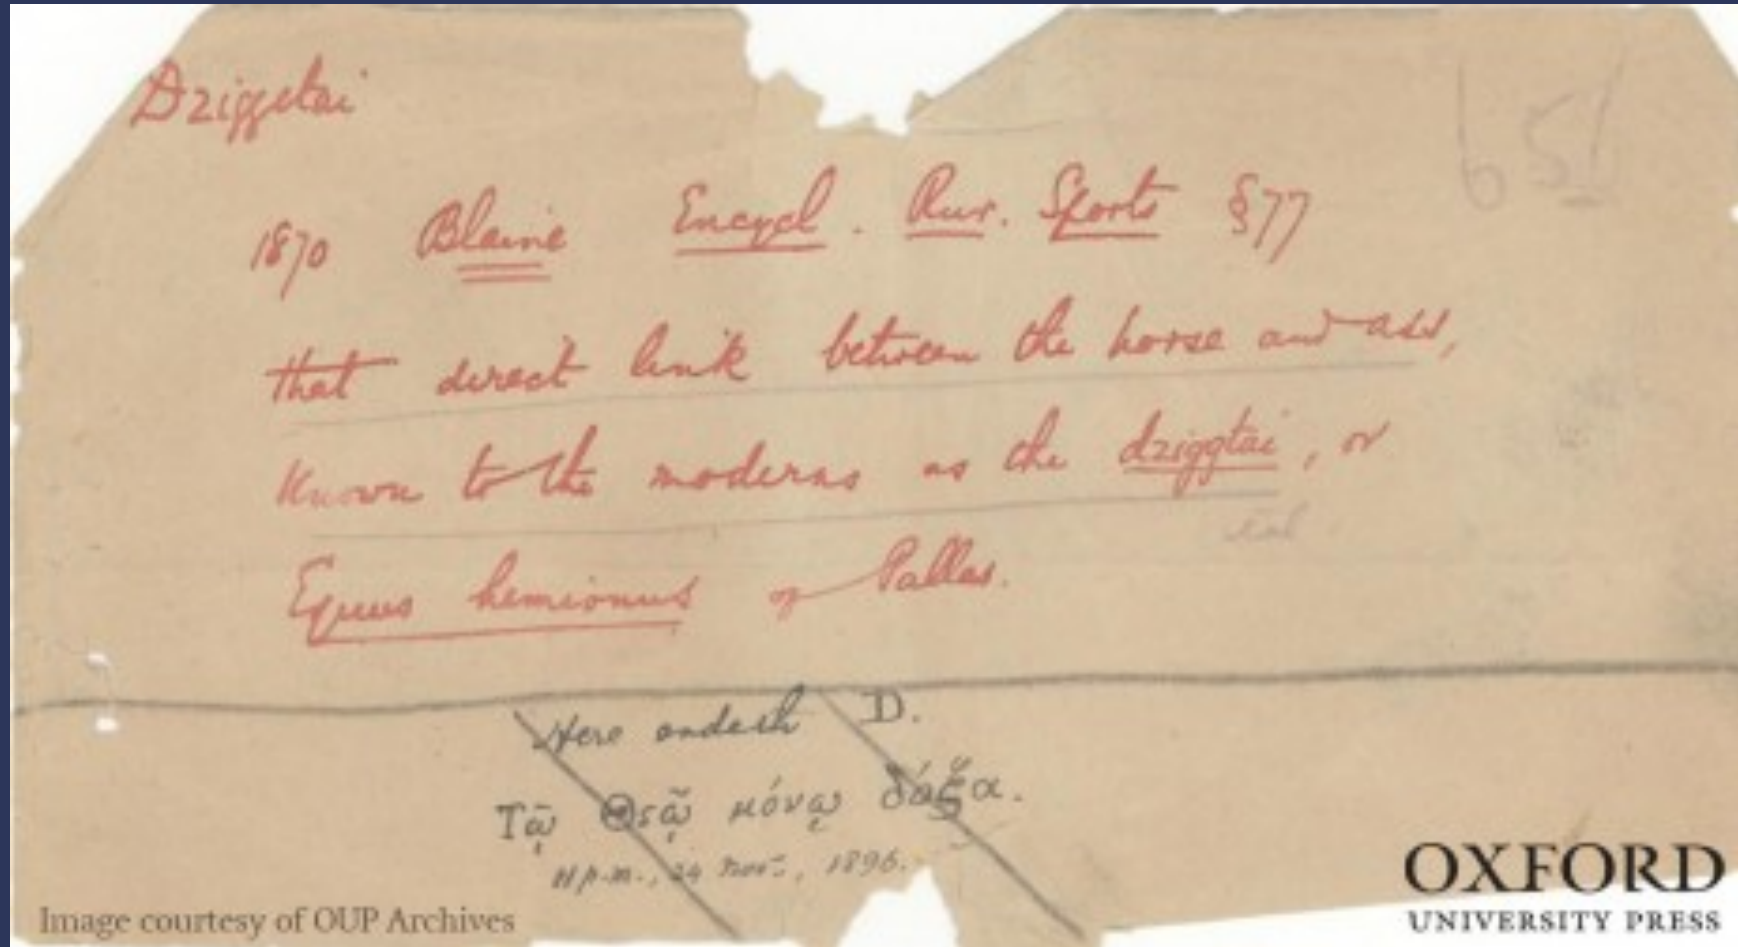 Dziggetai
651
1870 Blaine Encycl. Rur. Sports §77
that direct link between the horse and ass,
known to the moderns as the dziggtai, or
Equus hemionus of Pallas.
Here endeth D.
Τῷ Θεῷ μόνῳ δόξα.
11 p.m., 24 Nov., 1896.
Image courtesy of OUP Archives
OXFORD
UNIVERSITY PRESS